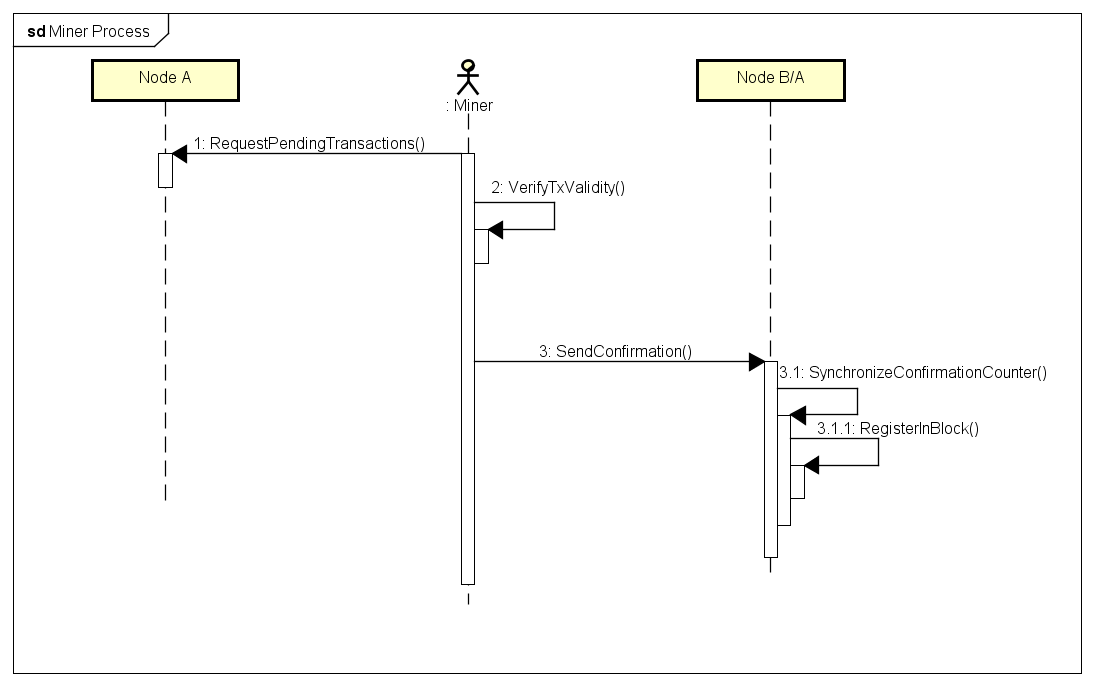 sd Miner Process
Node A
: Miner
Node B/A
1: RequestPendingTransactions()
2: VerifyTxValidity()
3: SendConfirmation()
3.1: SynchronizeConfirmationCounter()
3.1.1: RegisterInBlock()